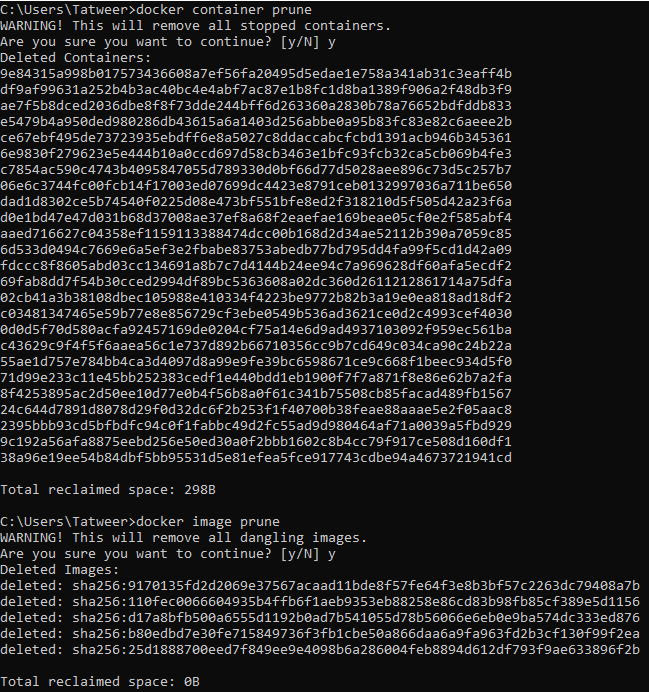 C:\Users\Tatweer>docker container prune
WARNING! This will remove all stopped containers.
Are you sure you want to continue? [y/N] y
Deleted Containers:
9e84315a998b017573436608a7ef56fa20495d5edae1e758a341ab31c3eaff4b
df9af99631a252b4b3ac40bc4e4abf7ac87e1b8fc1d8ba1389f906a2f48db3f9
ae7f5b8dced2036dbe8f8f73dde244bff6d263360a2830b78a76652bdfddb833
e5479b4a950ded980286db43615a6a1403d256abbe0a95b83fc83e82c6aeee2b
ce67ebf495de73723935ebdff6e8a5027c8ddaccabcfcbd1391acb946b345361
6e9830f279623e5e444b10a0ccd697d58cb3463e1bfc93fcb32ca5cb069b4fe3
c7854ac590c4743b4095847055d789330d0bf66d77d5028aee896c73d5c257b7
06e6c3744fc00fcb14f17003ed07699dc4423e8791ceb0132997036a711be650
dad1d8302ce5b74540f0225d08e473bf551bfe8ed2f318210d5f505d42a23f6a
d0e1bd47e47d031b68d37008ae37ef8a68f2eaefae169beae05cf0e2f585abf4
aaed716627c04358ef1159113388474dcc00b168d2d34ae52112b390a7059c85
6d533d0494c7669e6a5ef3e2fbabe83753abedb77bd795dd4fa99f5cd1d42a09
fdccc8f8605abd03cc134691a8b7c7d4144b24ee94c7a969628df60afa5ecdf2
69fab8dd7f54b30cced2994df89bc5363608a02dc360d2611212861714a75dfa
02cb41a3b38108dbec105988e410334f4223be9772b82b3a19e0ea818ad18df2
c03481347465e59b77e8e856729cf3ebe0549b536ad3621ce0d2c4993cef4030
0d0d5f70d580acfa92457169de0204cf75a14e6d9ad4937103092f959ec561ba
c43629c9f4f5f6aaea56c1e737d892b66710356cc9b7cd649c034ca90c24b22a
55ae1d757e784bb4ca3d4097d8a99e9fe39bc6598671ce9c668f1beec934d5f0
71d99e233c11e45bb252383cedf1e440bdd1eb1900f7f7a871f8e86e62b7a2fa
8f4253895ac2d50ee10d77e0b4f56b8a0f61c341b75508cb85facad489fb1567
24c644d7891d8078d29f0d32dc6f2b253f1f40700b38feae88aaae5e2f05aac8
2395bbb93cd5bfbdfc94c0f1fabbc49d2fc55ad9d980464af71a0039a5fbd929
9c192a56afa8875eebd256e50ed30a0f2bbb1602c8b4cc79f917ce508d160df1
38a96e19ee54b84dbf5bb95531d5e81efea5fce917743cdbe94a4673721941cd
Total reclaimed space: 298B
C:\Users\Tatweer>docker image prune
WARNING! This will remove all dangling images.
Are you sure you want to continue? [y/N] y
Deleted Images:
deleted: sha256:9170135fd2d2069e37567acaad11bde8f57fe64f3e8b3bf57c2263dc79408a7b
deleted: sha256:110fec0066604935b4ffb6f1aeb9353eb88258e86cd83b98fb85cf389e5d1156
deleted: sha256:d17a8bfb500a6555d1192b0ad7b541055d78b56066e6eb0e9ba574dc333ed876
deleted: sha256:b80edbd7e30fe715849736f3fb1cbe50a866daa6a9fa963fd2b3cf130f99f2ea
deleted: sha256:25d1888700eed7f849ee9e4098b6a286004feb8894d612df793f9ae633896f2b
Total reclaimed space: 0B